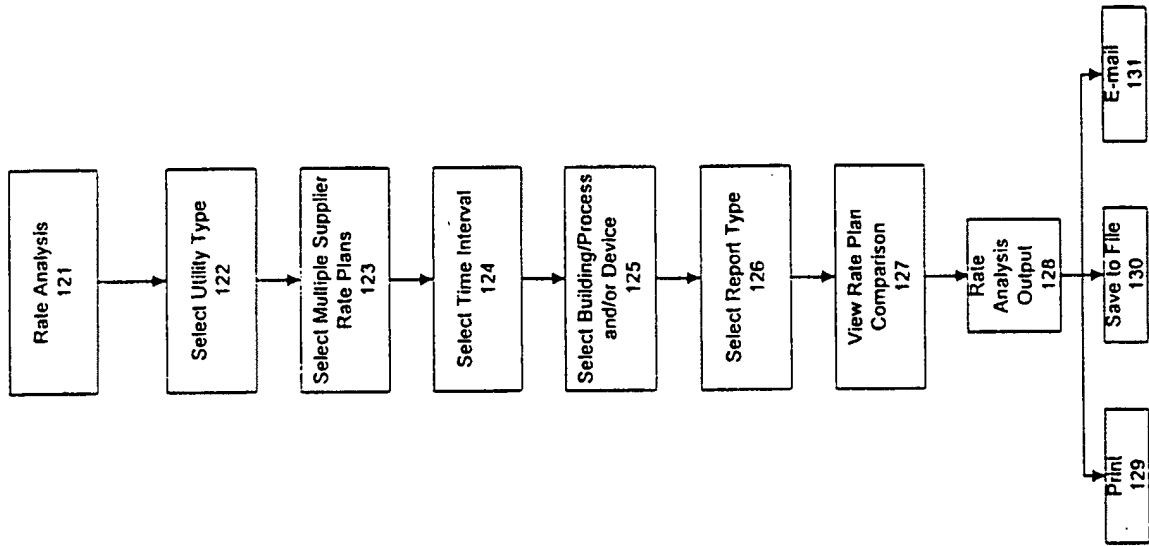 Rate Analysis
121
Select Utility Type
122
Select Multiple Supplier
Rate Plans
123
Select Time Interval
124
Select Building/Process
and/or Device
125
Select Report Type
126
View Rate Plan
Comparison
127
Rate
Analysis
Output
128
Print
129
Save to File
130
E-mail
131